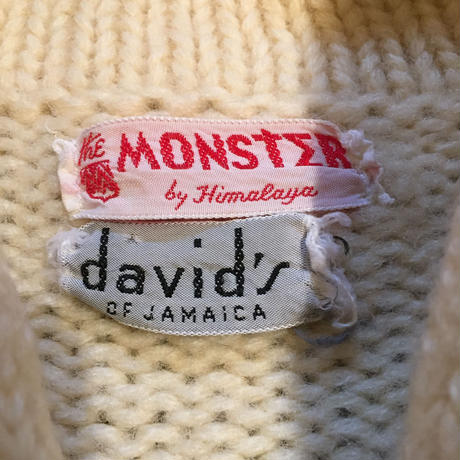 the MONSTER
by Himalaya
david's
OF JAMAICA